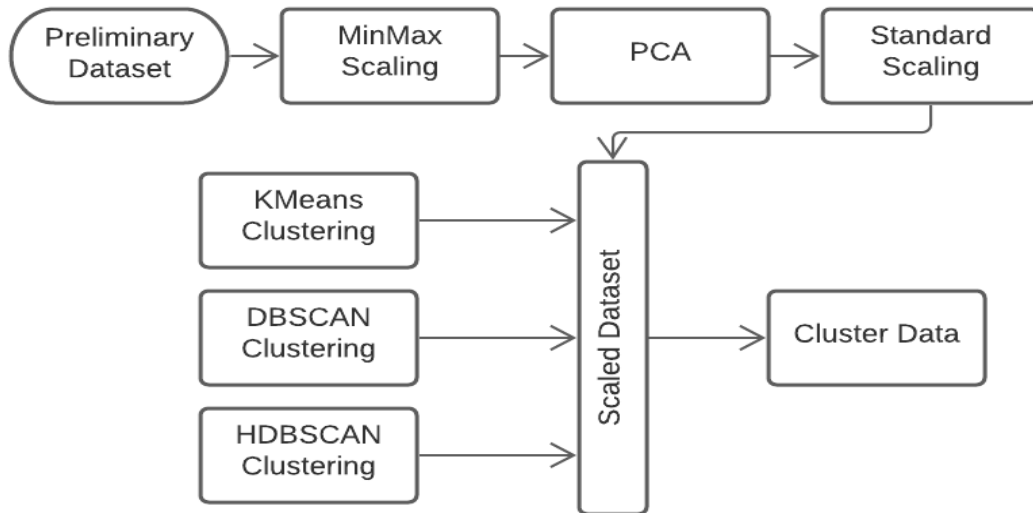 Preliminary
Dataset
MinMax
Scaling
PCA
Standard
Scaling
KMeans
Clustering
DBSCAN
Clustering
HDBSCAN
Clustering
Scaled Dataset
Cluster Data